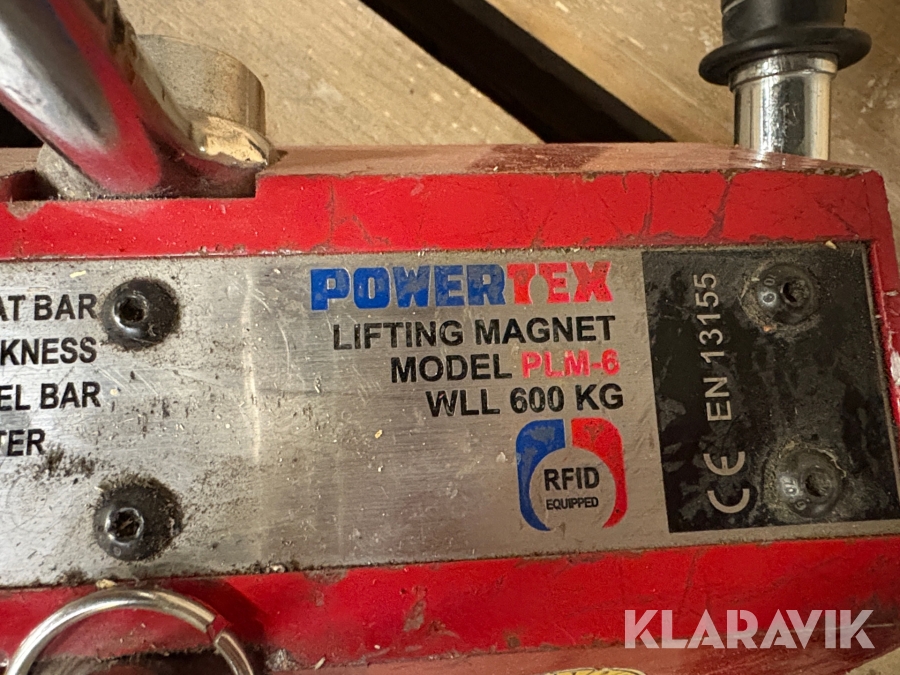 AT BAR
KNESS
EL BAR
TER
POWERTEX
LIFTING MAGNET
MODEL PLM-6
WLL 600 KG
RFID
EQUIPPED
CE EN 13155
KLARAVIK